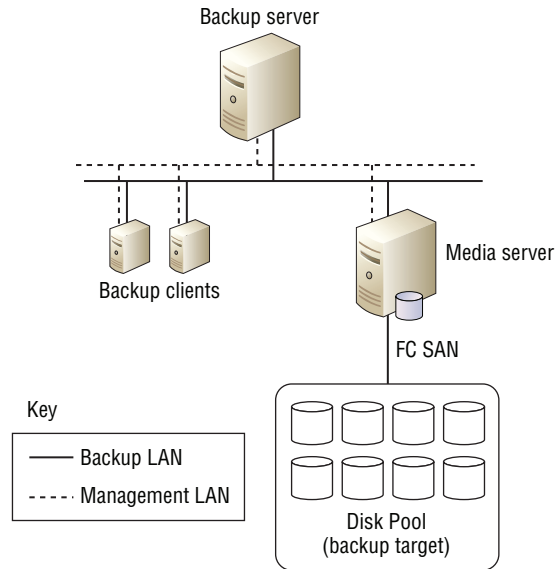 Backup server
Media server
Backup clients
FC SAN
Key
Backup LAN
Management LAN
Disk Pool
(backup target)